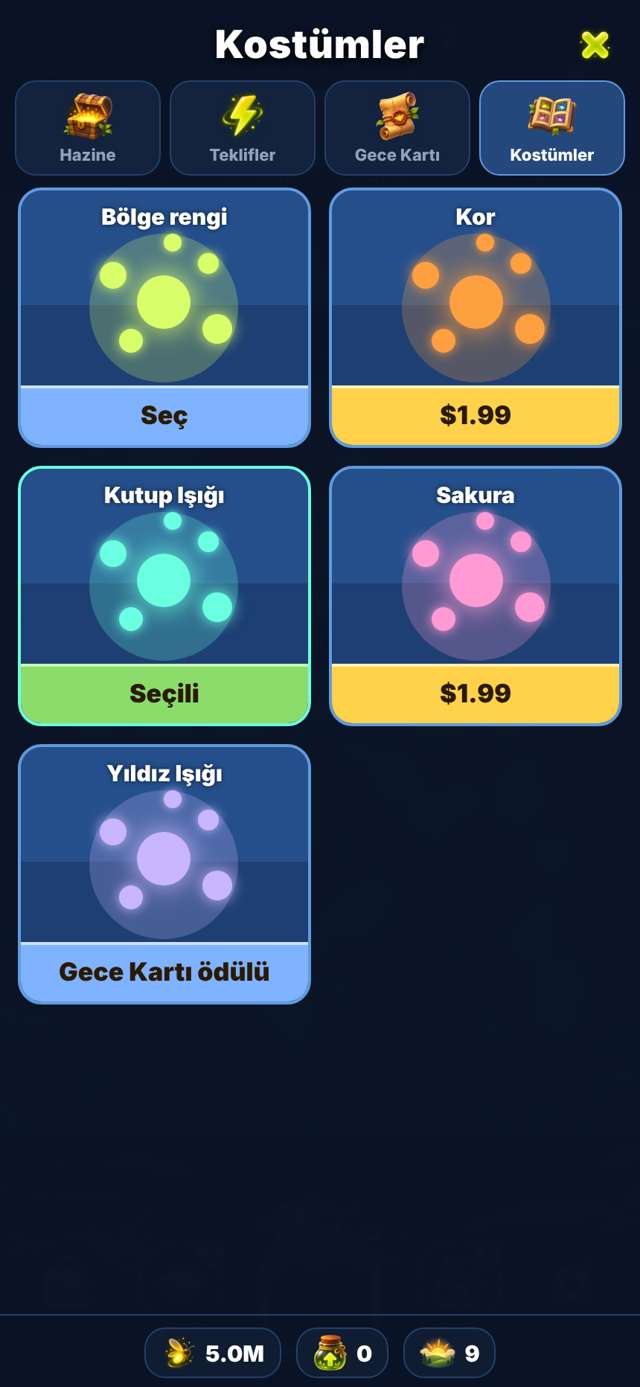 Kostümler
Hazine
Teklifler
Gece Kartı
Kostümler
Bölge rengi
Kor
Seç
$1.99
Kutup Işığı
Sakura
Seçili
$1.99
Yıldız Işığı
Gece Kartı ödülü
5.0M
0
9